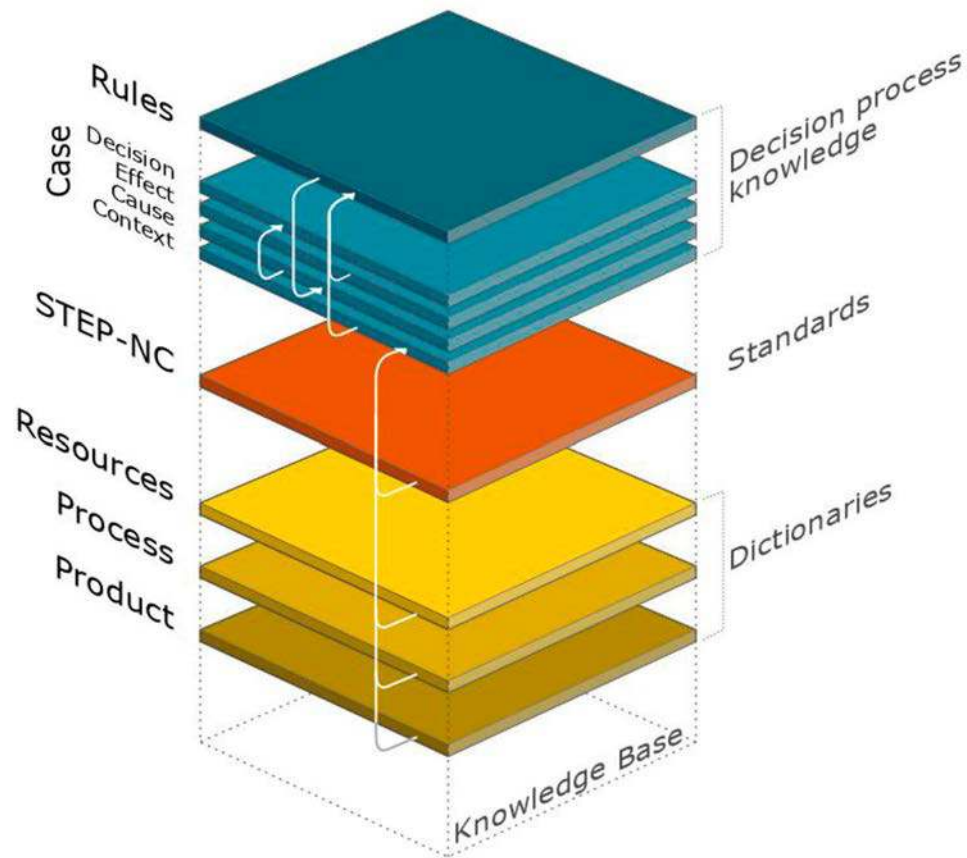 Rules
Case
Decision
Effect
Cause
Context
STEP-NC
Resources
Process
Product
Decision process
knowledge
Standards
Dictionaries
Knowledge Base